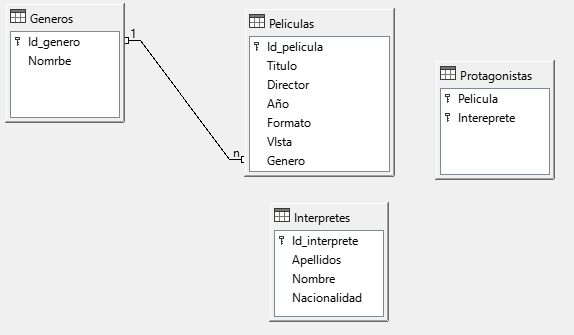 Generos
Id_genero
Nomrbe
1
n
Peliculas
Id_pelicula
Titulo
Director
Año
Formato
VIsta
Genero
Protagonistas
Pelicula
Intereprete
Interpretes
Id_interprete
Apellidos
Nombre
Nacionalidad